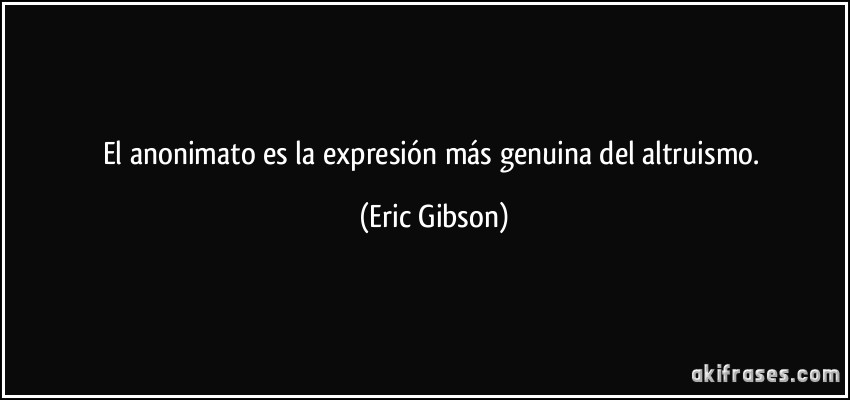 El anonimato es la expresión más genuina del altruismo.
(Eric Gibson)
akifrases.com